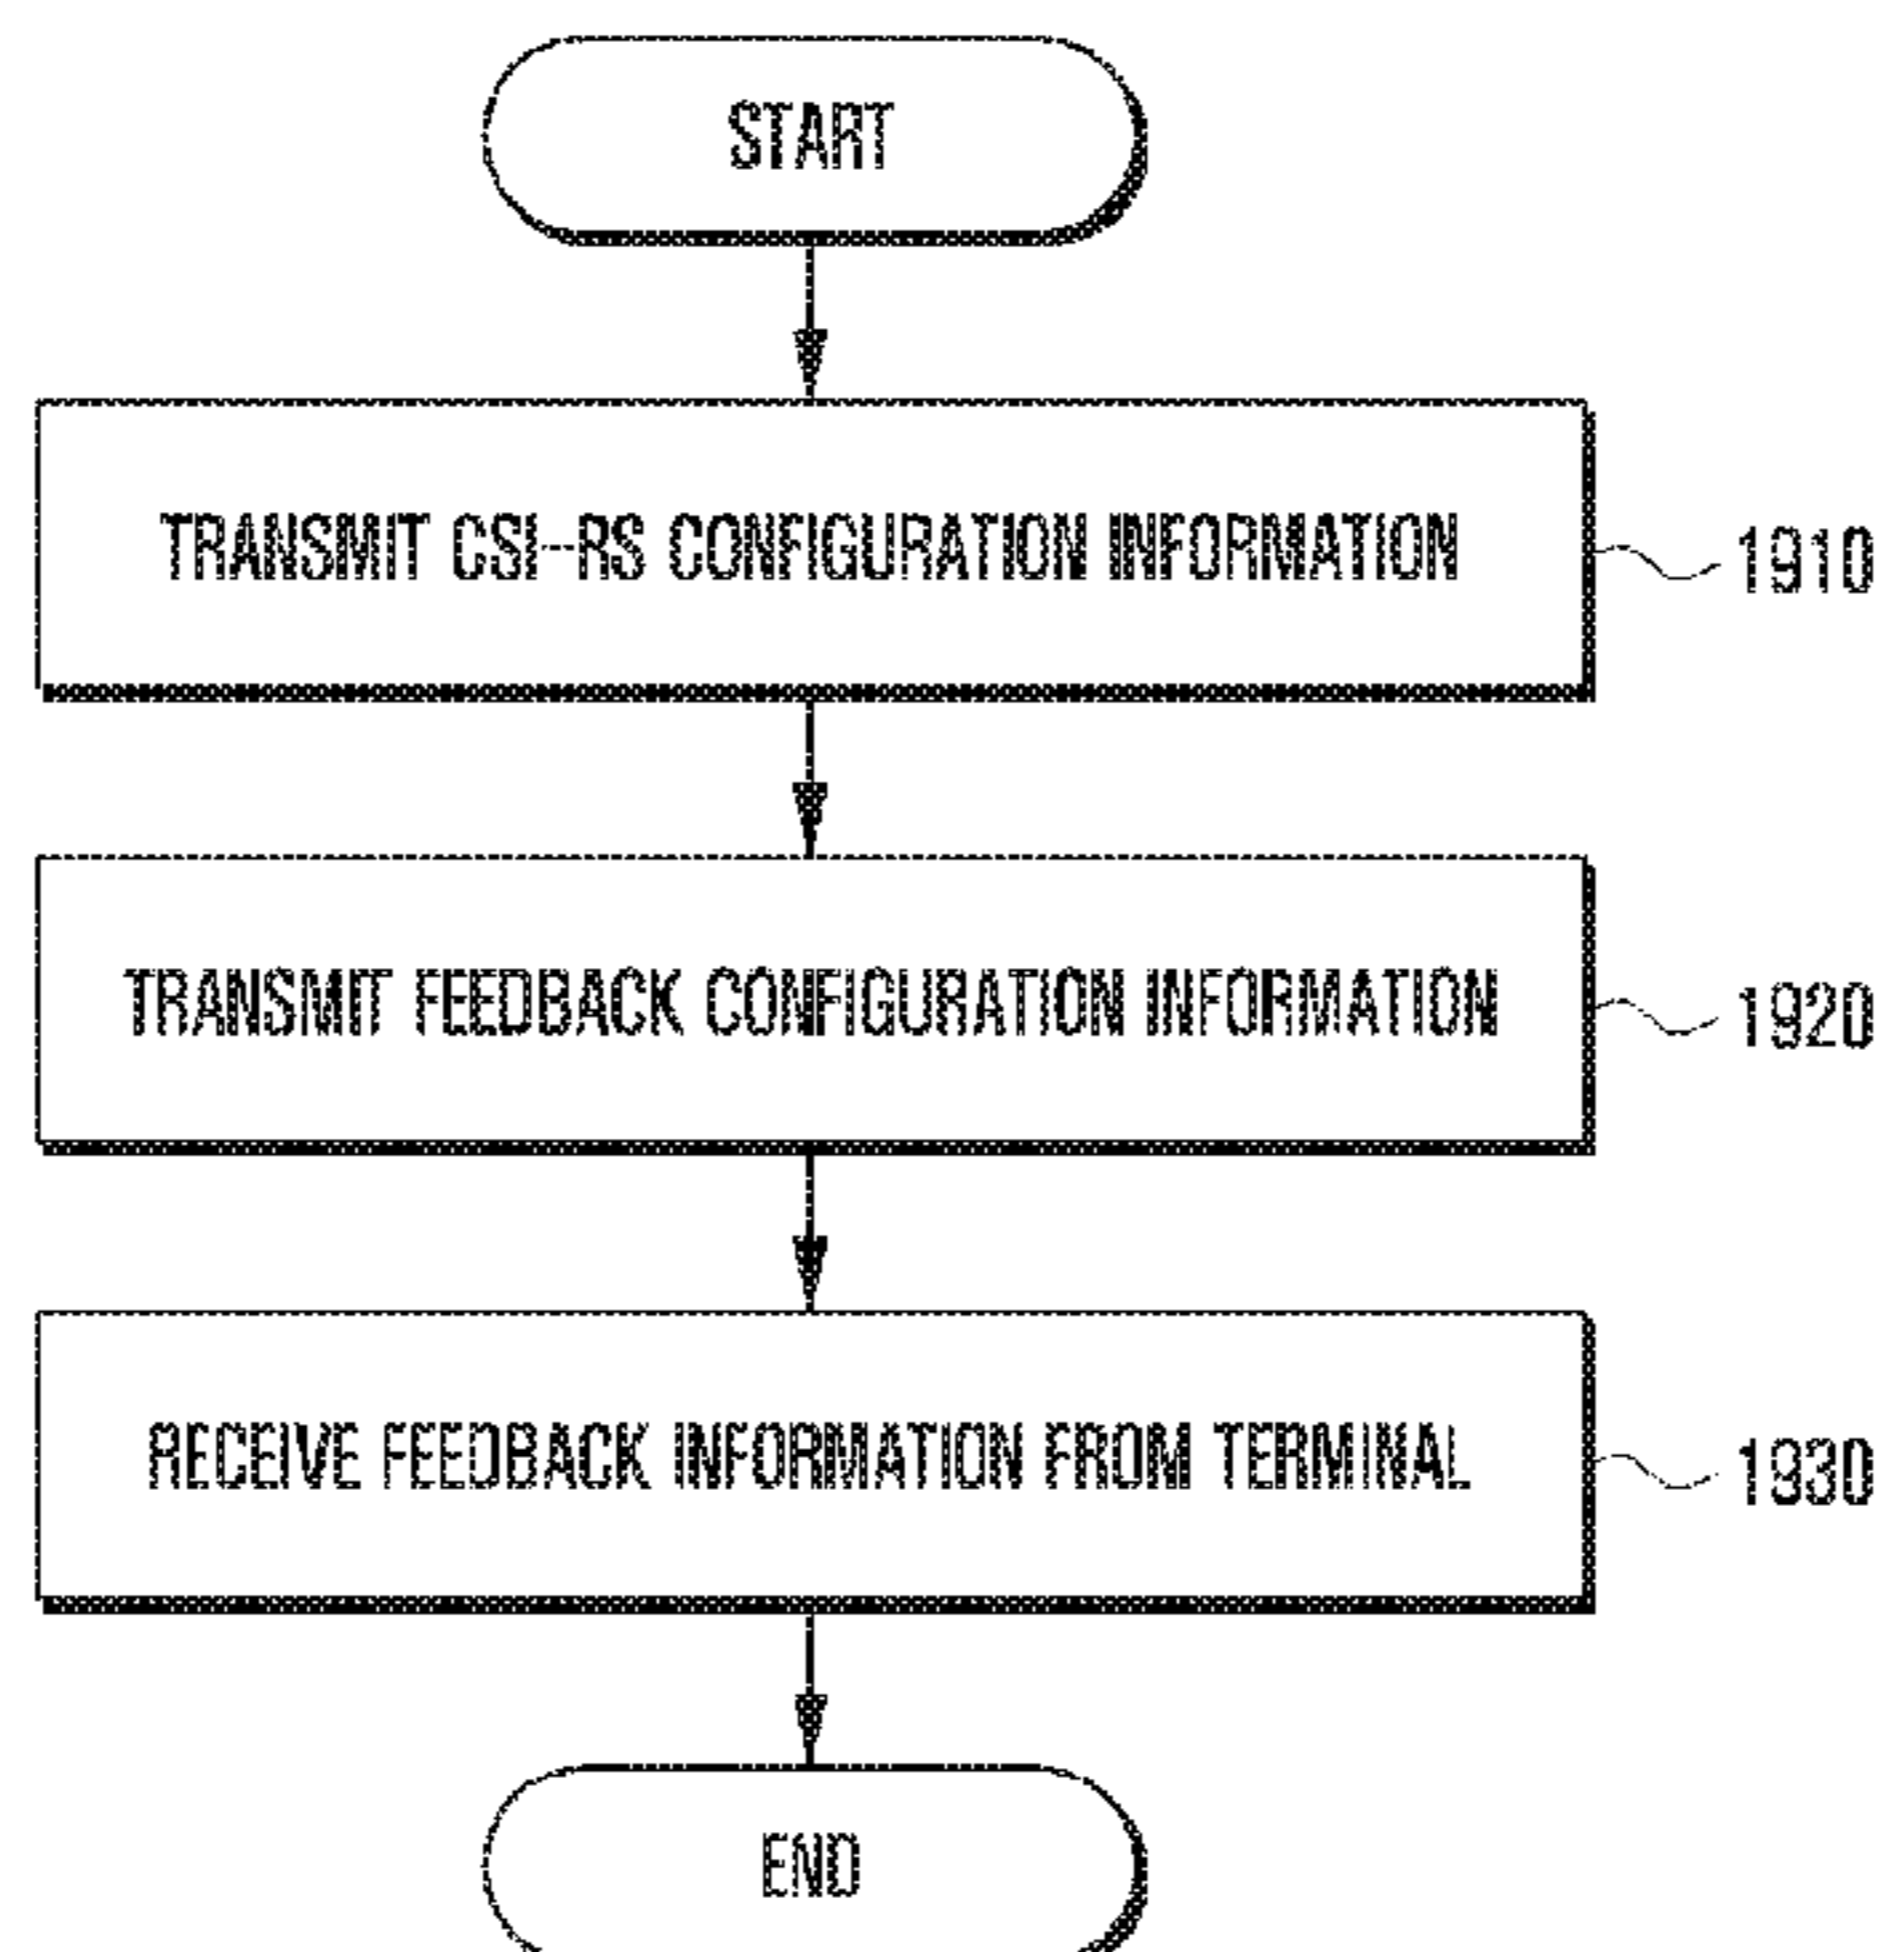 START
TRANSMIT CSI-RS CONFIGURATION INFORMATION
1910
TRANSMIT FEEDBACK CONFIGURATION INFORMATION
1920
RECEIVE FEEDBACK INFORMATION FROM TERMINAL
1930
END